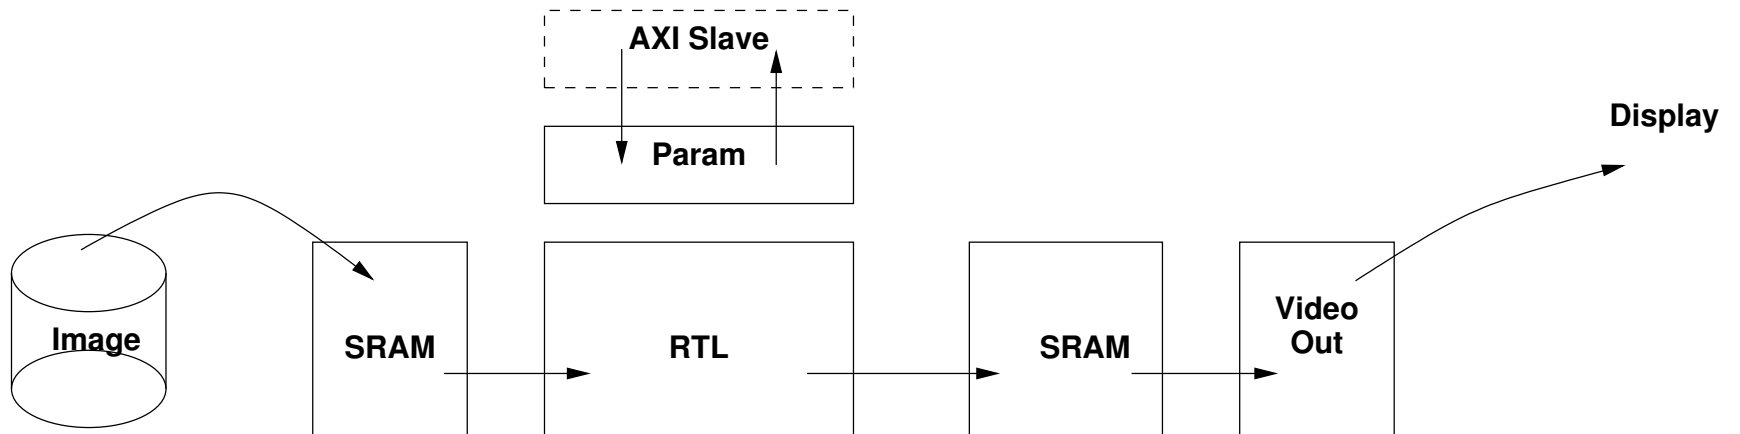 AXI Slave
Param
Display
Image
SRAM
RTL
SRAM
Video
Out